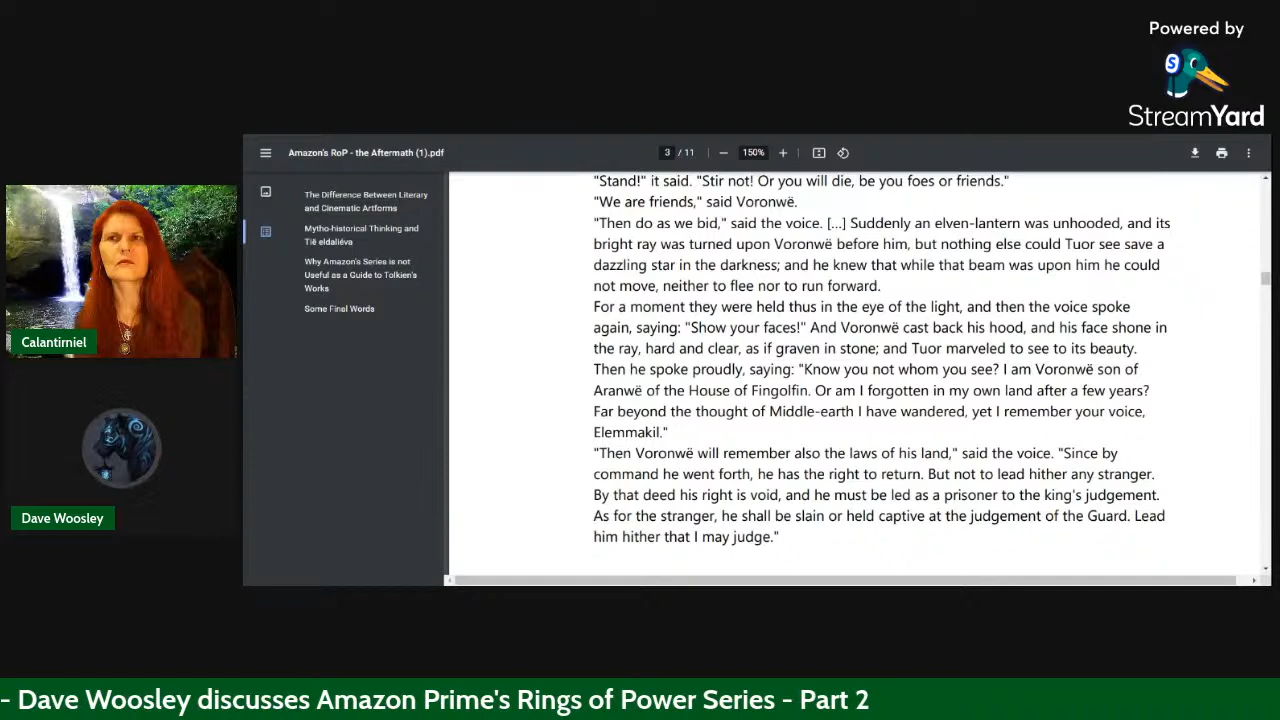 Powered by
S
StreamYard
Amazon's RoP - the Aftermath (1).pdf
3 / 11
150%
The Difference Between Literary
and Cinematic Artforms
Mytho-historical Thinking and
Tië eldaliéva
Why Amazon's Series is not
Useful as a Guide to Tolkien's
Works
Some Final Words
"Stand!" it said. "Stir not! Or you will die, be you foes or friends."
"We are friends," said Voronwë.
"Then do as we bid," said the voice. [...] Suddenly an elven-lantern was unhooded, and its
bright ray was turned upon Voronwë before him, but nothing else could Tuor see save a
dazzling star in the darkness; and he knew that while that beam was upon him he could
not move, neither to flee nor to run forward.
For a moment they were held thus in the eye of the light, and then the voice spoke
again, saying: "Show your faces!" And Voronwë cast back his hood, and his face shone in
the ray, hard and clear, as if graven in stone; and Tuor marveled to see to its beauty.
Then he spoke proudly, saying: "Know you not whom you see? I am Voronwë son of
Aranwë of the House of Fingolfin. Or am I forgotten in my own land after a few years?
Far beyond the thought of Middle-earth I have wandered, yet I remember your voice,
Elemmakil."
"Then Voronwë will remember also the laws of his land," said the voice. "Since by
command he went forth, he has the right to return. But not to lead hither any stranger.
By that deed his right is void, and he must be led as a prisoner to the king's judgement.
As for the stranger, he shall be slain or held captive at the judgement of the Guard. Lead
him hither that I may judge."
Calantirniel
Dave Woosley
- Dave Woosley discusses Amazon Prime's Rings of Power Series - Part 2